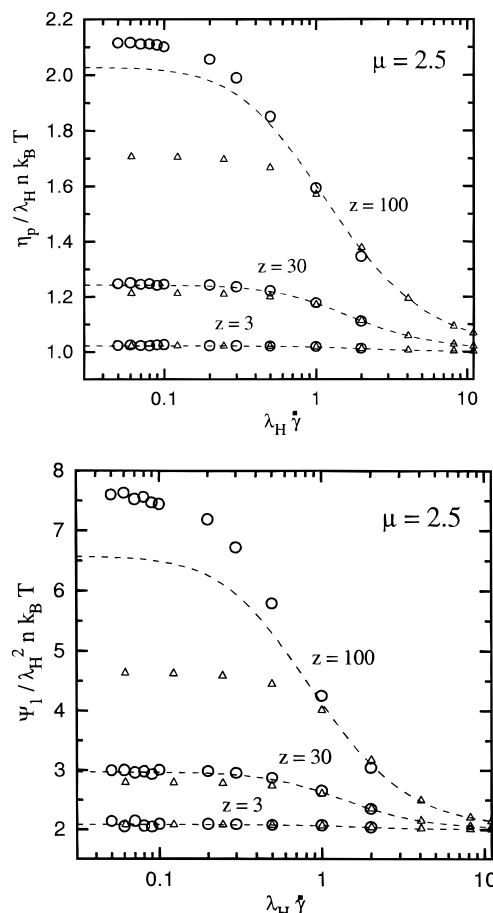 2.2
2.0
1.8
1.6
1.4
1.2
1.0
η_p / λ_H n k_B T
μ = 2.5
z = 100
z = 30
z = 3
0.1 1 10
λ_H γ̇
8
7
6
5
4
3
2
Ψ_1 / λ_H^2 n k_B T
μ = 2.5
z = 100
z = 30
z = 3
0.1 1 10
λ_H γ̇